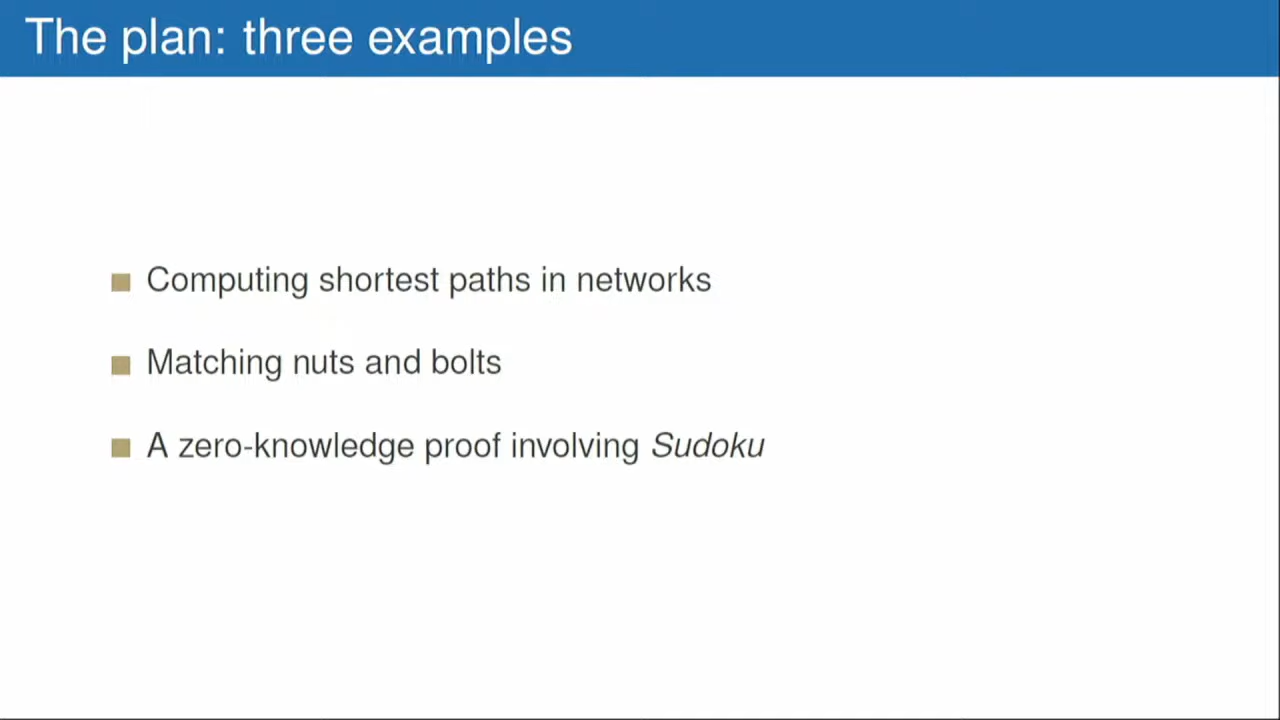 The plan: three examples
Computing shortest paths in networks
Matching nuts and bolts
A zero-knowledge proof involving Sudoku